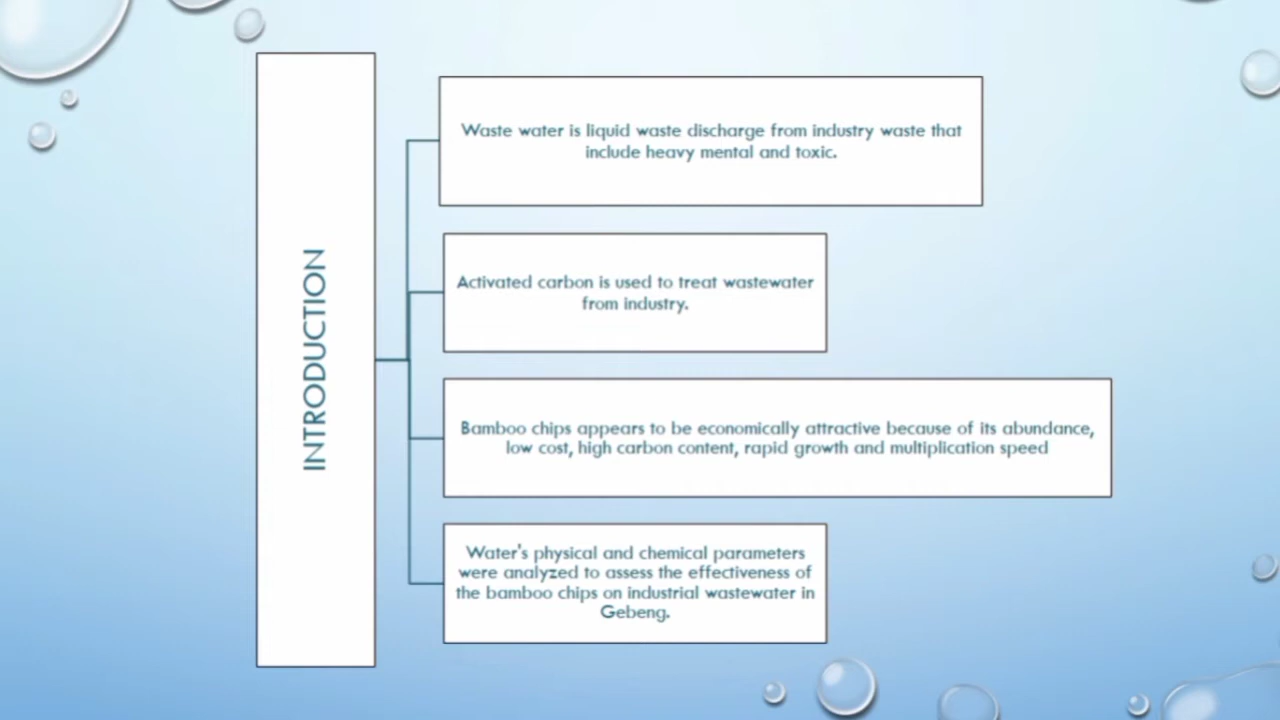 INTRODUCTION
Waste water is liquid waste discharge from industry waste that
include heavy mental and toxic.
Activated carbon is used to treat wastewater
from industry.
Bamboo chips appears to be economically attractive because of its abundance,
low cost, high carbon content, rapid growth and multiplication speed
Water's physical and chemical parameters
were analyzed to assess the effectiveness of
the bamboo chips on industrial wastewater in
Gebeng.